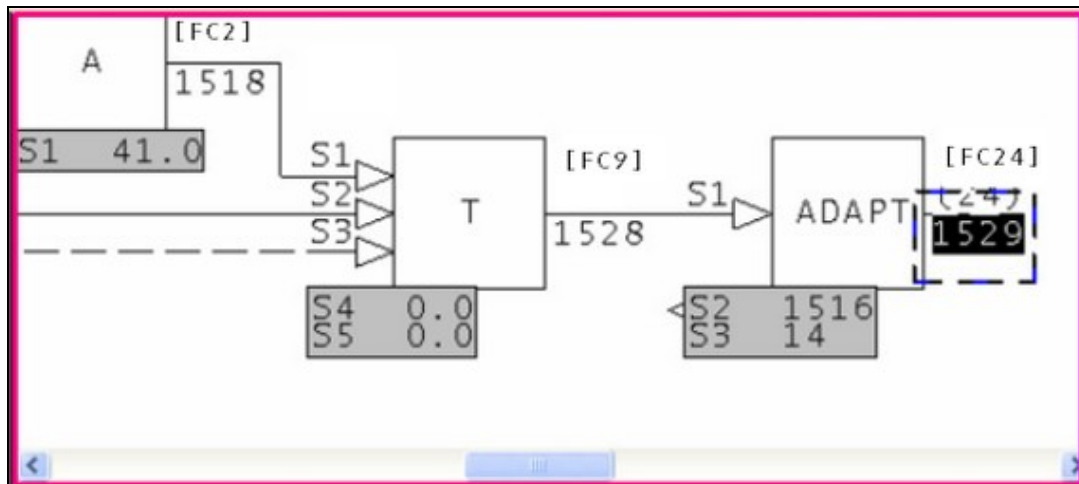 [FC2]
A
1518
S1 41.0
S1
S2
S3
T
[FC9]
1528
S4 0.0
S5 0.0
S1
ADAPT
[FC24]
(24)
1529
S2 1516
S3 14